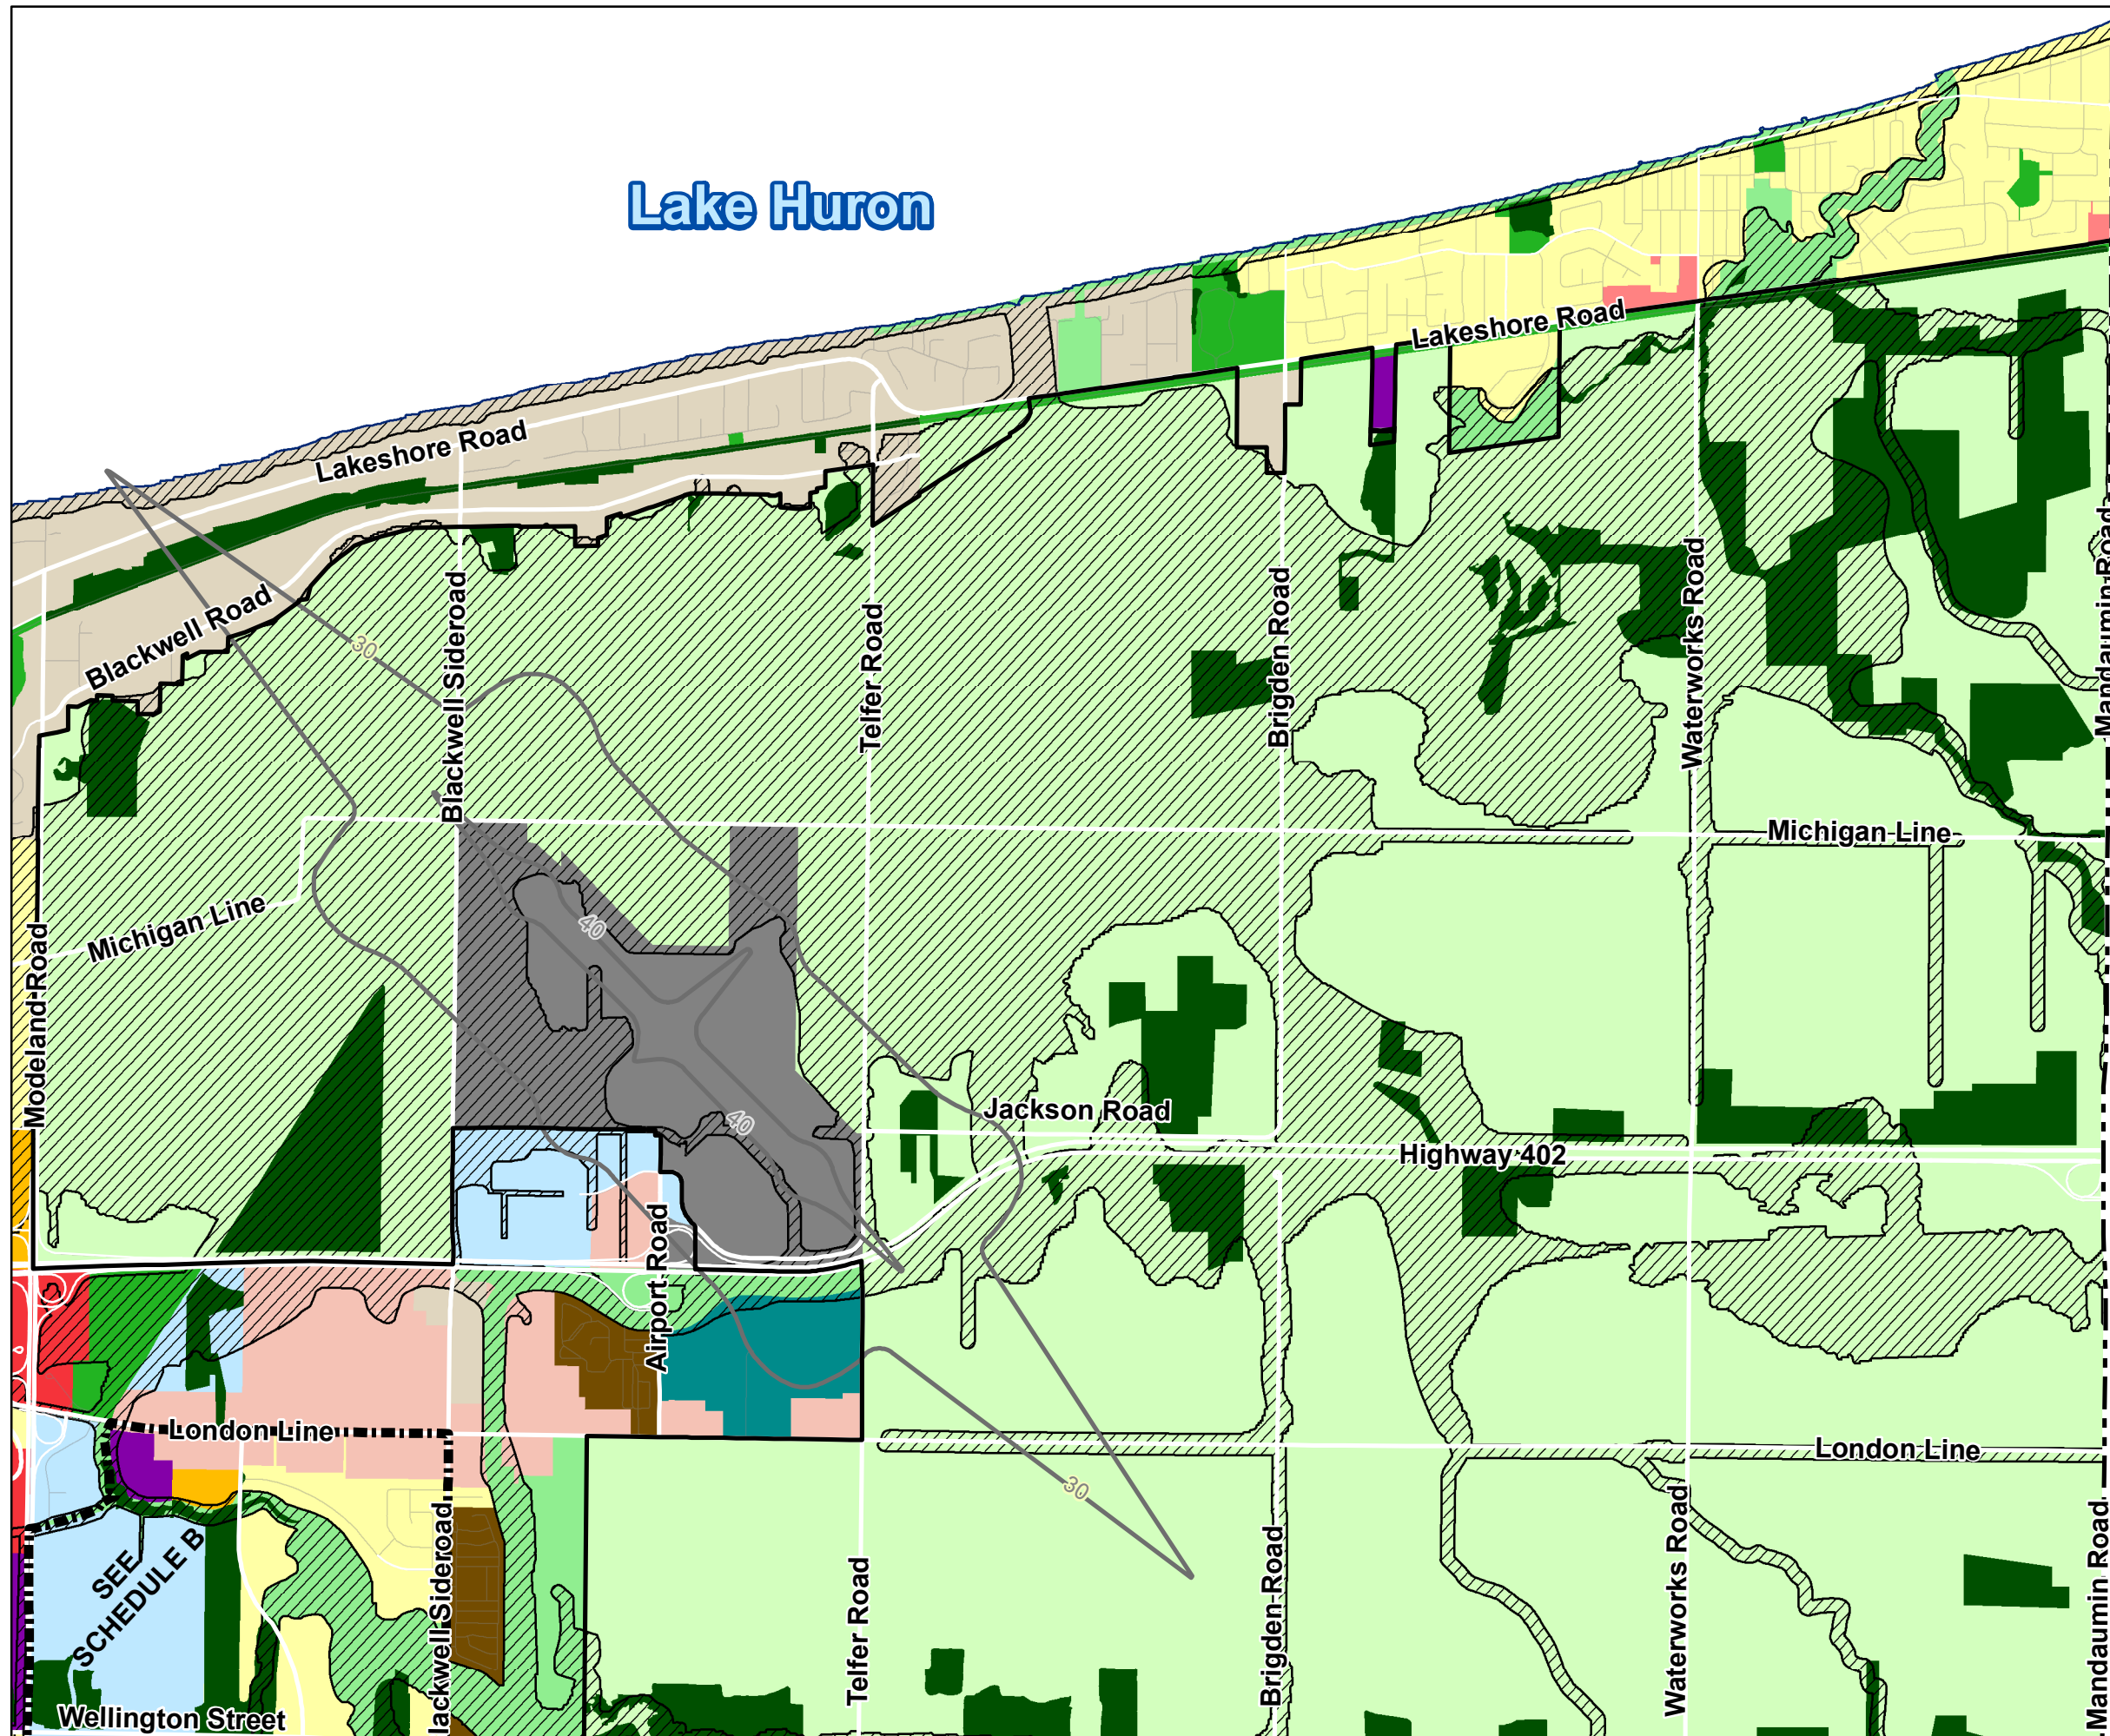 Lake Huron
Lakeshore Road
Lakeshore Road
Blackwell Road
30
Blackwell Sideroad
Telfer Road
Brigden Road
Waterworks Road
Mandaumin Road
Michigan Line
Michigan Line
40
Modeland Road
40
Jackson Road
Highway 402
Airport Road
London Line
London Line
30
SEE
SCHEDULE B
Blackwell Sideroad
Telfer Road
Brigden Road
Waterworks Road
Mandaumin Road
Wellington Street